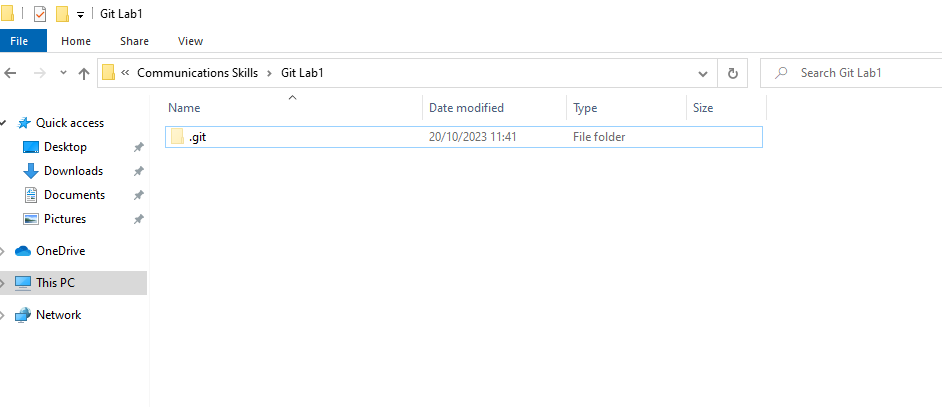 Git Lab1
File Home Share View
« Communications Skills > Git Lab1 Search Git Lab1
Name Date modified Type Size
.git 20/10/2023 11:41 File folder
Quick access
Desktop
Downloads
Documents
Pictures
OneDrive
This PC
Network